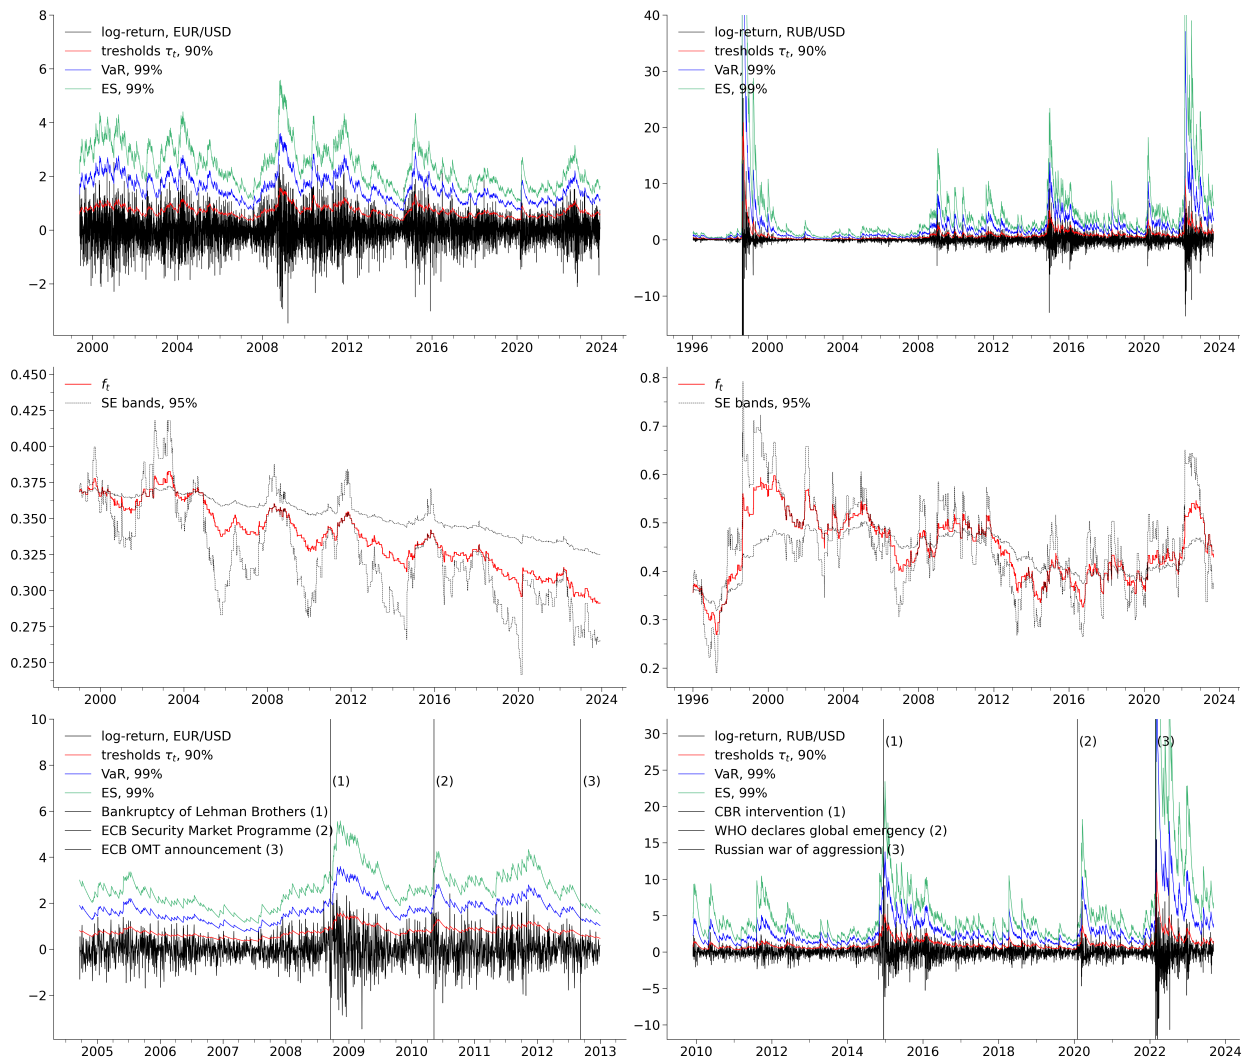 8
6
4
2
0
−2
log-return, EUR/USD
tresholds τt, 90%
VaR, 99%
ES, 99%
2000 2004 2008 2012 2016 2020 2024
40
30
20
10
0
−10
log-return, RUB/USD
tresholds τt, 90%
VaR, 99%
ES, 99%
1996 2000 2004 2008 2012 2016 2020 2024
0.450
0.425
0.400
0.375
0.350
0.325
0.300
0.275
0.250
ft
SE bands, 95%
2000 2004 2008 2012 2016 2020 2024
0.8
0.7
0.6
0.5
0.4
0.3
0.2
ft
SE bands, 95%
1996 2000 2004 2008 2012 2016 2020 2024
10
8
6
4
2
0
−2
log-return, EUR/USD
tresholds τt, 90%
VaR, 99%
ES, 99%
Bankruptcy of Lehman Brothers (1)
ECB Security Market Programme (2)
ECB OMT announcement (3)
(1) (2) (3)
2005 2006 2007 2008 2009 2010 2011 2012 2013
30
25
20
15
10
5
0
−5
−10
log-return, RUB/USD
tresholds τt, 90%
VaR, 99%
ES, 99%
CBR intervention (1)
WHO declares global emergency (2)
Russian war of aggression (3)
(1) (2) (3)
2010 2012 2014 2016 2018 2020 2022 2024